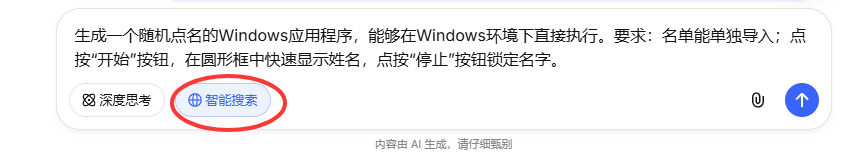 生成一个随机点名的Windows应用程序，能够在Windows环境下直接执行。要求：名单能单独导入；点
按“开始”按钮，在圆形框中快速显示姓名，点按“停止”按钮锁定名字。
深度思考 智能搜索
内容由 AI 生成，请仔细甄别